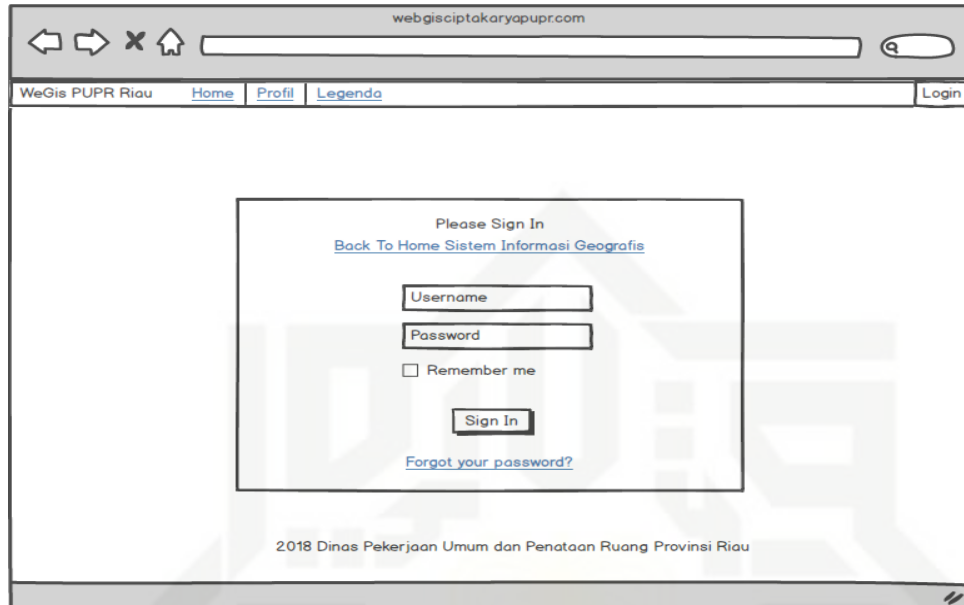 webgisciptakaryapupr.com
WeGis PUPR Riau Home Profil Legenda Login
Please Sign In
Back To Home Sistem Informasi Geografis
Username
Password
Remember me
Sign In
Forgot your password?
2018 Dinas Pekerjaan Umum dan Penataan Ruang Provinsi Riau